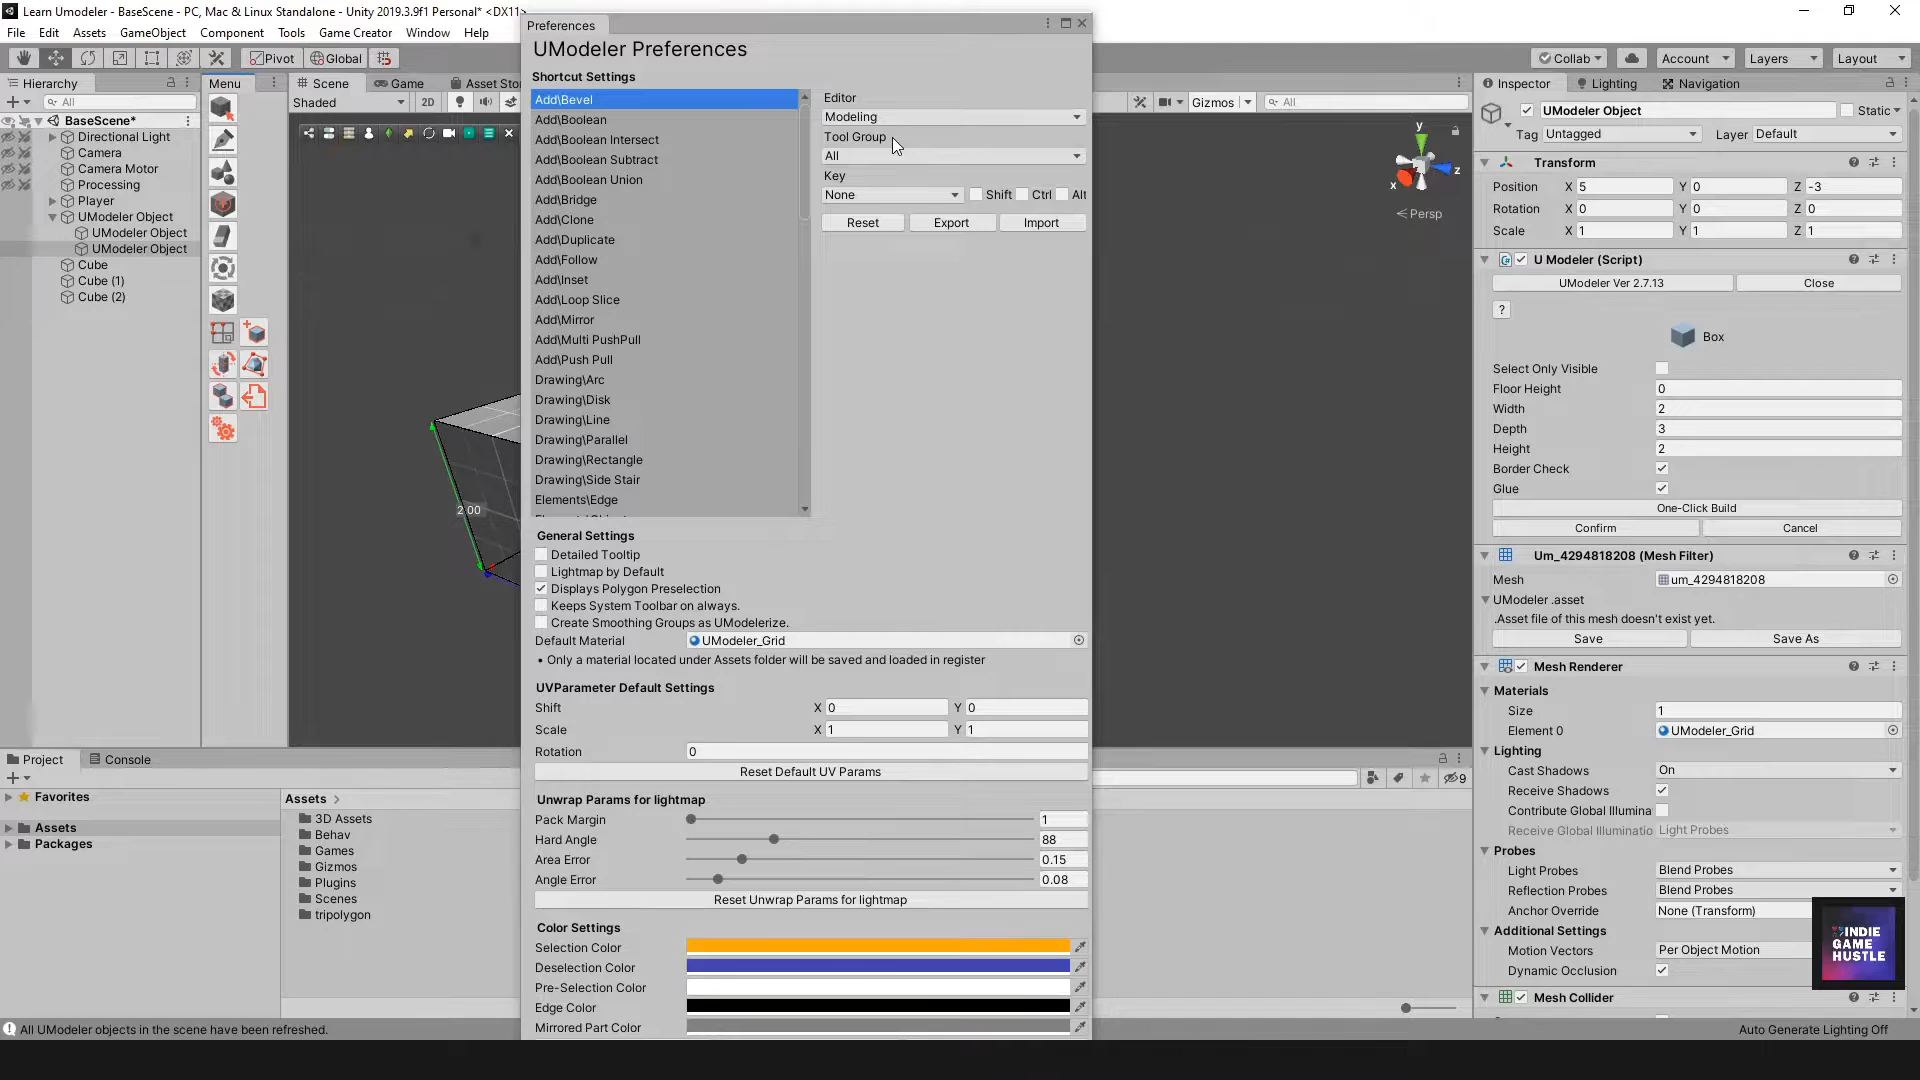 Learn Umodeler - BaseScene - PC, Mac & Linux Standalone - Unity 2019.3.9f1 Personal* <DX11>
File Edit Assets GameObject Component Tools Game Creator Window Help
Pivot Global
Collab Account Layers Layout
Hierarchy
All
BaseScene*
Directional Light
Camera
Camera Motor
Processing
Player
UModeler Object
UModeler Object
UModeler Object
Cube
Cube (1)
Cube (2)
Menu
Scene Game Asset Sto
Shaded 2D
Gizmos All
y
z
x
Persp
2.00
Preferences
UModeler Preferences
Shortcut Settings
Add\Bevel
Add\Boolean
Add\Boolean Intersect
Add\Boolean Subtract
Add\Boolean Union
Add\Bridge
Add\Clone
Add\Duplicate
Add\Follow
Add\Inset
Add\Loop Slice
Add\Mirror
Add\Multi PushPull
Add\Push Pull
Drawing\Arc
Drawing\Disk
Drawing\Line
Drawing\Parallel
Drawing\Rectangle
Drawing\Side Stair
Elements\Edge
Editor
Modeling
Tool Group
All
Key
None Shift Ctrl Alt
Reset Export Import
General Settings
Detailed Tooltip
Lightmap by Default
Displays Polygon Preselection
Keeps System Toolbar on always.
Create Smoothing Groups as UModelerize.
Default Material UModeler_Grid
• Only a material located under Assets folder will be saved and loaded in register
UVParameter Default Settings
Shift X 0 Y 0
Scale X 1 Y 1
Rotation 0
Reset Default UV Params
Unwrap Params for lightmap
Pack Margin 1
Hard Angle 88
Area Error 0.15
Angle Error 0.08
Reset Unwrap Params for lightmap
Color Settings
Selection Color
Deselection Color
Pre-Selection Color
Edge Color
Mirrored Part Color
Inspector Lighting Navigation
UModeler Object Static
Tag Untagged Layer Default
Transform
Position X 5 Y 0 Z -3
Rotation X 0 Y 0 Z 0
Scale X 1 Y 1 Z 1
U Modeler (Script)
UModeler Ver 2.7.13 Close
?
Box
Select Only Visible
Floor Height 0
Width 2
Depth 3
Height 2
Border Check
Glue
One-Click Build
Confirm Cancel
Um_4294818208 (Mesh Filter)
Mesh um_4294818208
UModeler .asset
.Asset file of this mesh doesn't exist yet.
Save Save As
Mesh Renderer
Materials
Size 1
Element 0 UModeler_Grid
Lighting
Cast Shadows On
Receive Shadows
Contribute Global Illumina
Receive Global Illuminatio Light Probes
Probes
Light Probes Blend Probes
Reflection Probes Blend Probes
Anchor Override None (Transform)
Additional Settings
Motion Vectors Per Object Motion
Dynamic Occlusion
Mesh Collider
INDIE
GAME
HUSTLE
Project Console
9
Favorites
Assets
Packages
Assets
3D Assets
Behav
Games
Gizmos
Plugins
Scenes
tripolygon
All UModeler objects in the scene have been refreshed.
Auto Generate Lighting Off